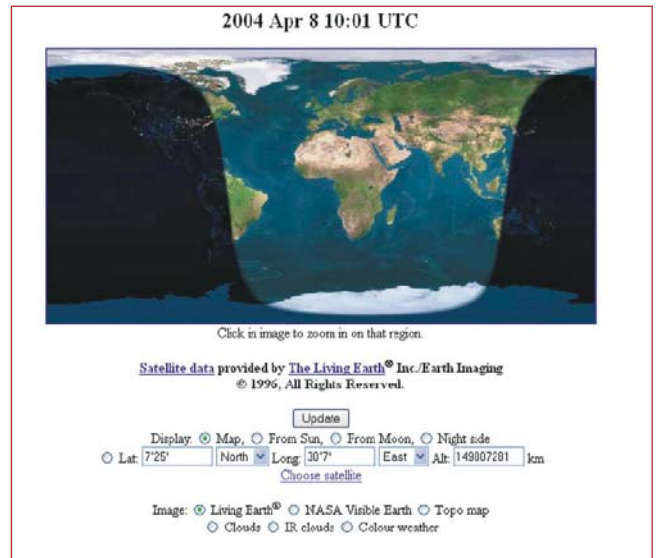 2004 Apr 8 10:01 UTC
Click in image to zoom in on that region.
Satellite data provided by The Living Earth® Inc./Earth Imaging
© 1996, All Rights Reserved.
Update
Display: Map, From Sun, From Moon, Night side
Lat: 7°25' North Long: 30°7' East Alt: 149807281 km
Choose satellite
Image: Living Earth® NASA Visible Earth Topo map
Clouds IR clouds Colour weather